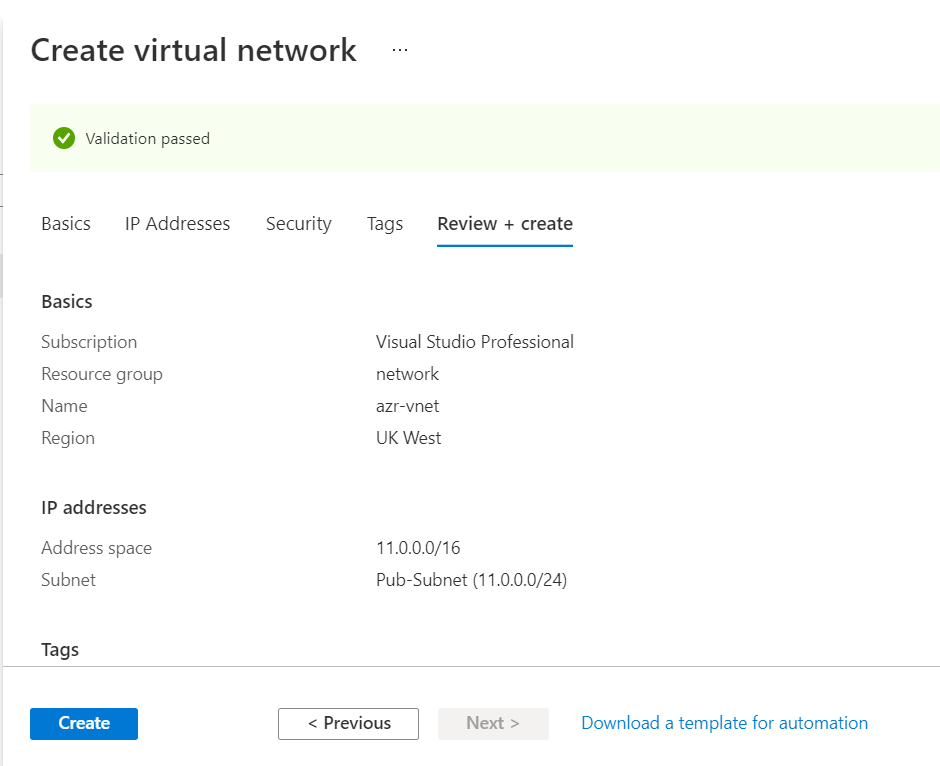 Create virtual network ...
Validation passed
Basics IP Addresses Security Tags Review + create
Basics
Subscription Visual Studio Professional
Resource group network
Name azr-vnet
Region UK West
IP addresses
Address space 11.0.0.0/16
Subnet Pub-Subnet (11.0.0.0/24)
Tags
Create < Previous Next > Download a template for automation